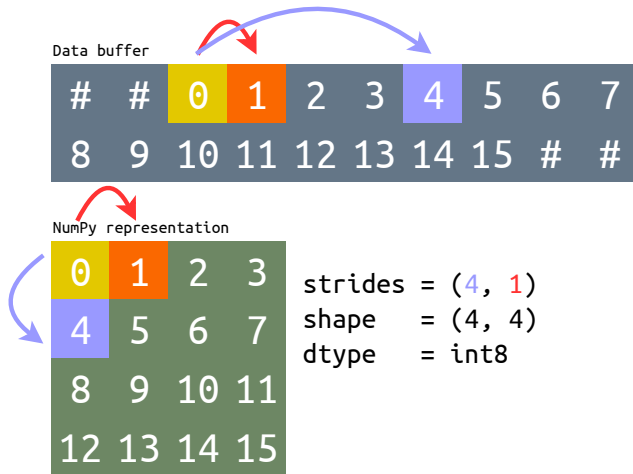 Data buffer
# # 0 1 2 3 4 5 6 7
8 9 10 11 12 13 14 15 # #
NumPy representation
0 1 2 3
4 5 6 7
8 9 10 11
12 13 14 15
strides = (4, 1)
shape   = (4, 4)
dtype   = int8